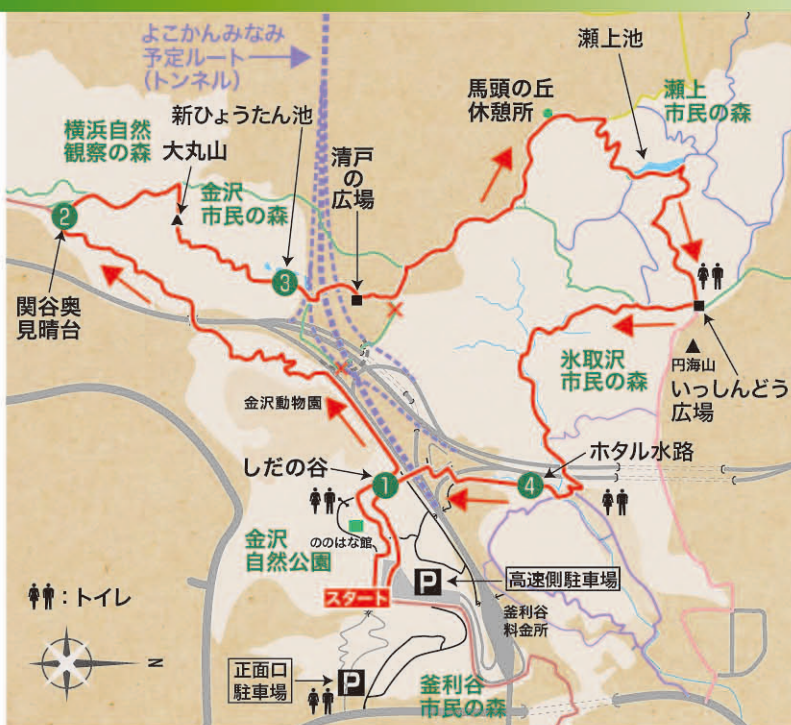 よこかんみなみ
予定ルート
(トンネル)
瀬上池
新ひょうたん池
馬頭の丘
休憩所
瀬上
市民の森
横浜自然
観察の森
大丸山
清戸
の
広場
金沢
市民の森
2
3
関谷奥
見晴台
氷取沢
市民の森
円海山
いっしんどう
広場
金沢動物園
しだの谷
1
ホタル水路
4
金沢
自然公園
ののはな館
P
高速側駐車場
スタート
:トイレ
釜利谷
料金所
N
正面口
駐車場
P
釜利谷
市民の森